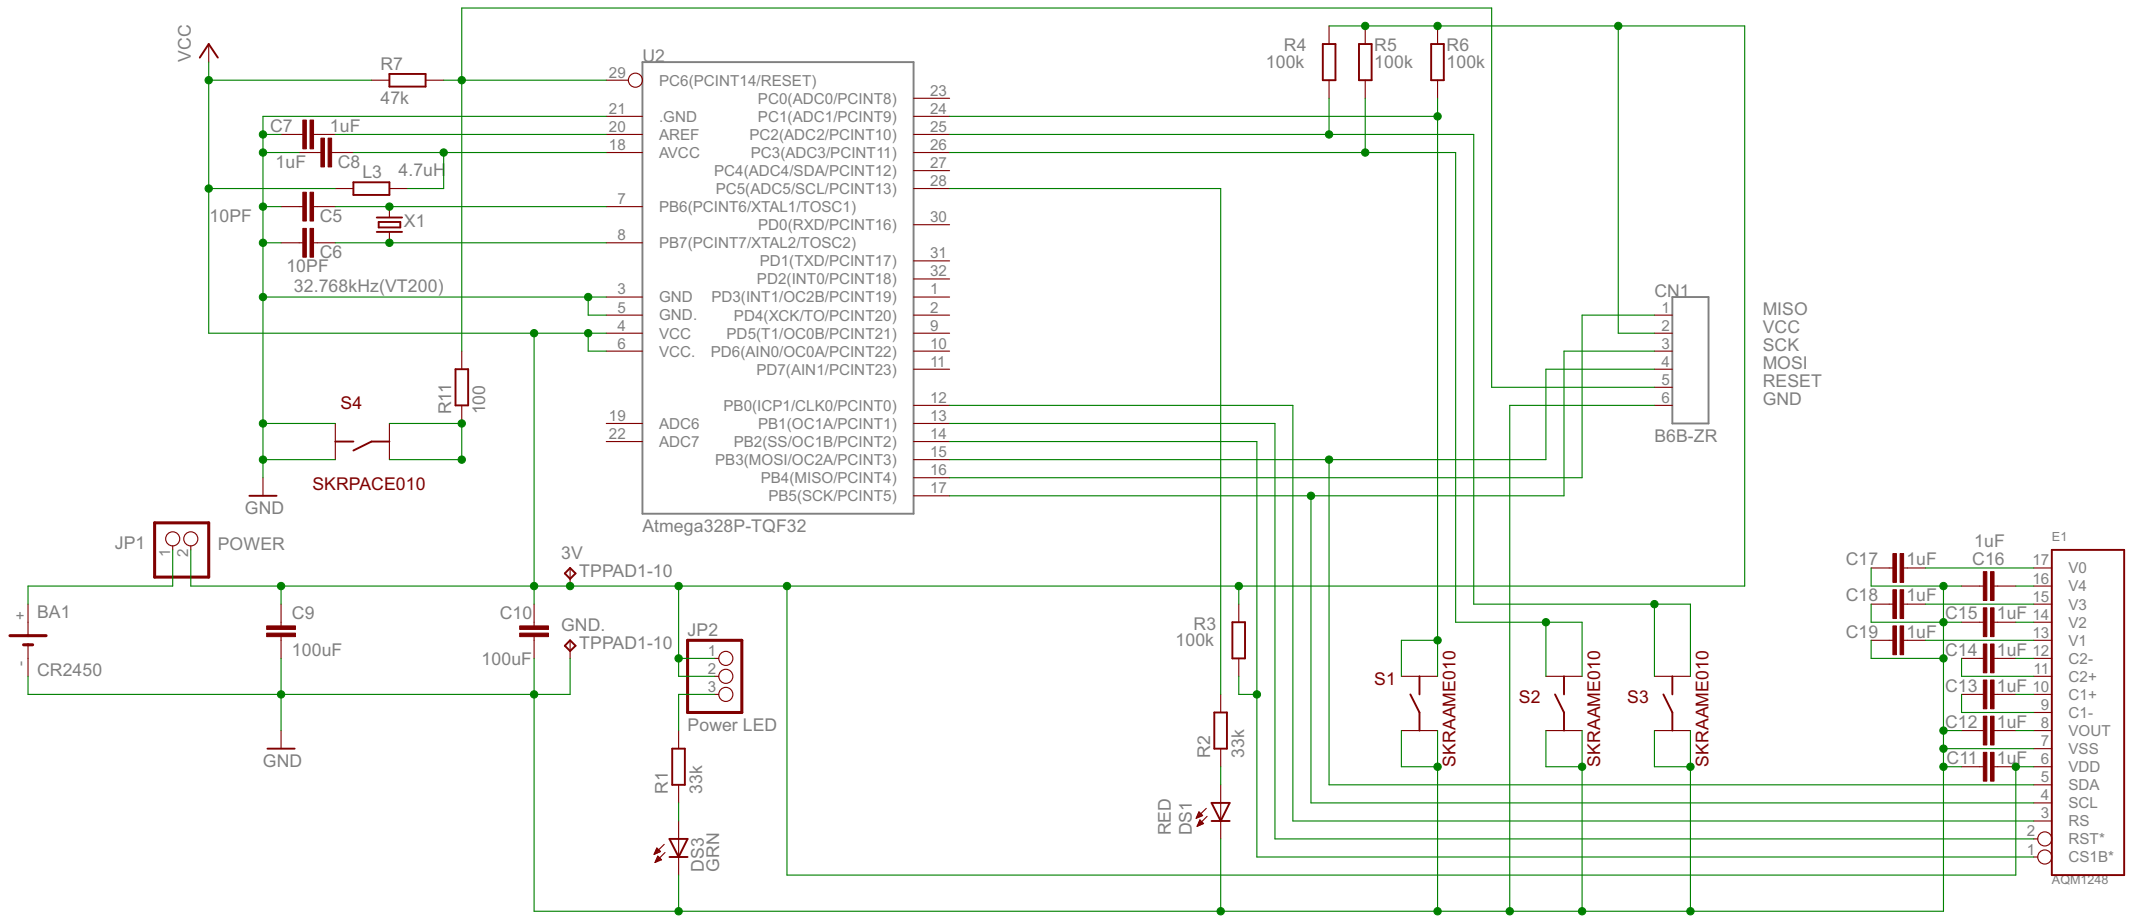 VCC
R7
47k
C7
1uF
1uF
C8
L3
4.7uH
10PF
C5
X1
C6
10PF
32.768kHz(VT200)
R11
100
S4
SKRPACE010
GND
U2
29 PC6(PCINT14/RESET)
21 .GND
20 AREF
18 AVCC
7 PB6(PCINT6/XTAL1/TOSC1)
8 PB7(PCINT7/XTAL2/TOSC2)
3 GND
5 GND.
4 VCC
6 VCC.
19 ADC6
22 ADC7
PC0(ADC0/PCINT8) 23
PC1(ADC1/PCINT9) 24
PC2(ADC2/PCINT10) 25
PC3(ADC3/PCINT11) 26
PC4(ADC4/SDA/PCINT12) 27
PC5(ADC5/SCL/PCINT13) 28
PD0(RXD/PCINT16) 30
PD1(TXD/PCINT17) 31
PD2(INT0/PCINT18) 32
PD3(INT1/OC2B/PCINT19) 1
PD4(XCK/TO/PCINT20) 2
PD5(T1/OC0B/PCINT21) 9
PD6(AIN0/OC0A/PCINT22) 10
PD7(AIN1/PCINT23) 11
PB0(ICP1/CLK0/PCINT0) 12
PB1(OC1A/PCINT1) 13
PB2(SS/OC1B/PCINT2) 14
PB3(MOSI/OC2A/PCINT3) 15
PB4(MISO/PCINT4) 16
PB5(SCK/PCINT5) 17
Atmega328P-TQF32
R4
100k
R5
100k
R6
100k
CN1
1 MISO
2 VCC
3 SCK
4 MOSI
5 RESET
6 GND
B6B-ZR
JP1
1
2
POWER
+
BA1
-
CR2450
C9
100uF
GND
C10
100uF
3V
TPPAD1-10
GND.
TPPAD1-10
JP2
1
2
3
Power LED
R1
33k
DS3
GRN
R3
100k
R2
33k
RED
DS1
S1
SKRAAME010
S2
SKRAAME010
S3
SKRAAME010
E1
C17 1uF
1uF
C16
C18 1uF
C15 1uF
C19 1uF
C14 1uF
C13 1uF
C12 1uF
C11 1uF
17 V0
16 V4
15 V3
14 V2
13 V1
12 C2-
11 C2+
10 C1+
9 C1-
8 VOUT
7 VSS
6 VDD
5 SDA
4 SCL
3 RS
2 RST*
1 CS1B*
AQM1248